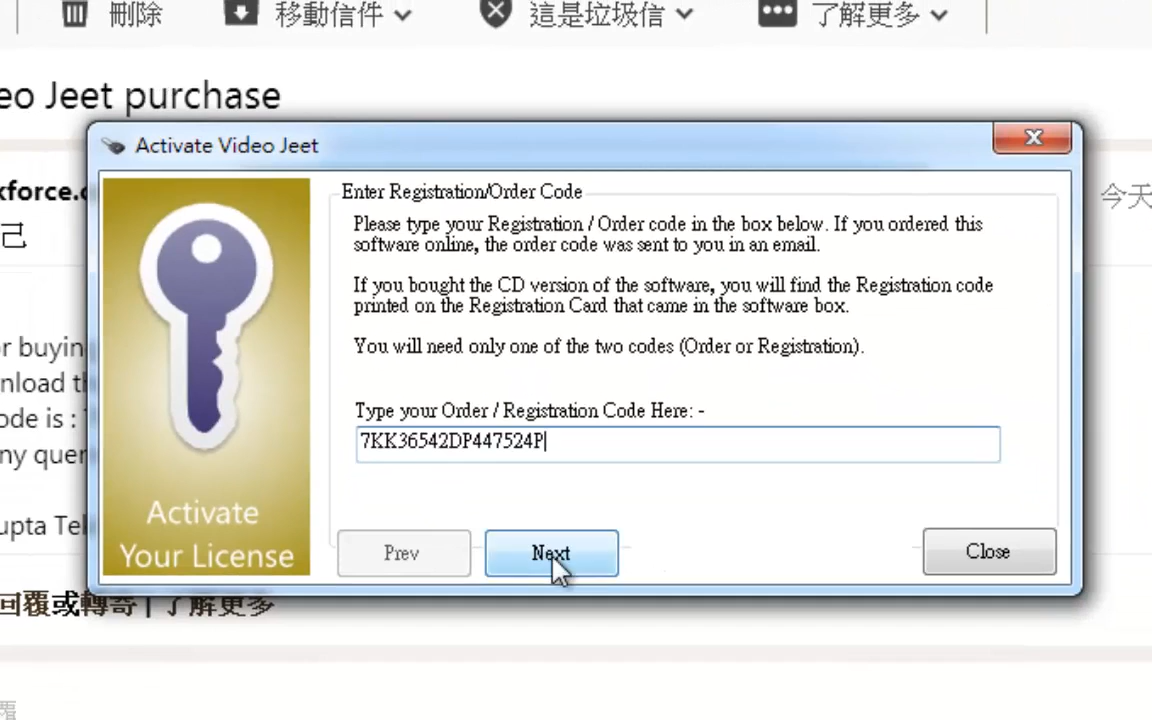 刪除 移動信件 這是垃圾信 了解更多
eo Jeet purchase
Activate Video Jeet
xforce.
今天
己
Enter Registration/Order Code
Please type your Registration / Order code in the box below. If you ordered this
software online, the order code was sent to you in an email.
If you bought the CD version of the software, you will find the Registration code
printed on the Registration Card that came in the software box.
You will need only one of the two codes (Order or Registration).
r buyin
nload th
ode is :
ny quer
upta Tel
Type your Order / Registration Code Here: -
7KK36542DP447524P
Activate
Your License
Prev Next Close
回覆或轉寄 | 了解更多
覆